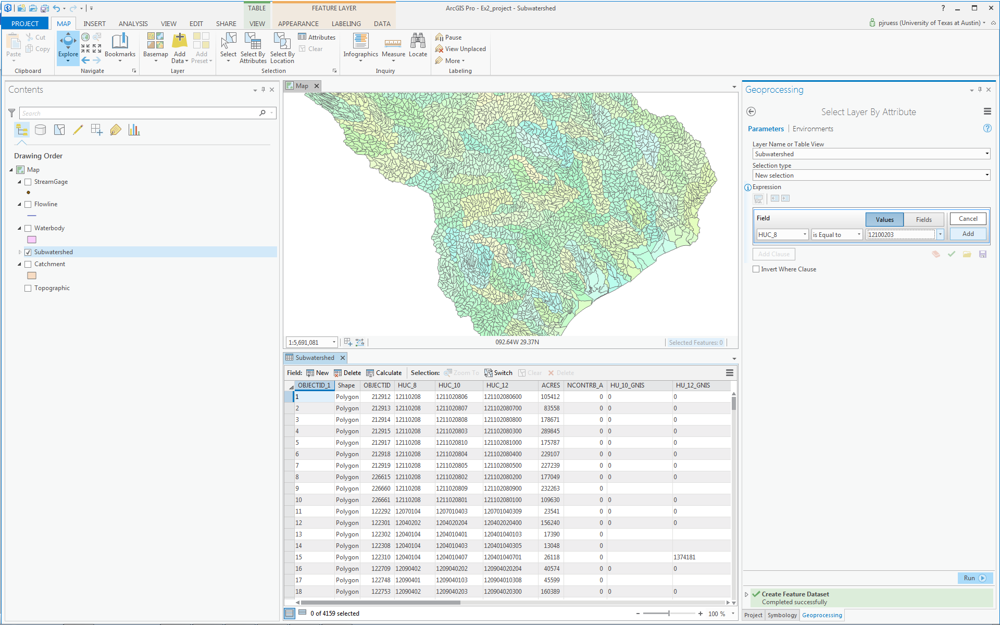 TABLE
FEATURE LAYER
ArcGIS Pro - Ex2_project - Subwatershed
?
PROJECT
MAP
INSERT
ANALYSIS
VIEW
EDIT
SHARE
VIEW
APPEARANCE
LABELING
DATA
pjruess (University of Texas at Austin)
Paste
Cut
Copy
Clipboard
Explore
Bookmarks
Navigate
Basemap
Add Data
Add Preset
Layer
Select
Select By Attributes
Select By Location
Attributes
Clear
Selection
Infographics
Measure
Locate
Inquiry
Pause
View Unplaced
More
Labeling
Contents
Search
Drawing Order
Map
StreamGage
Flowline
Waterbody
Subwatershed
Catchment
Topographic
Map
1:5,691,081
092.64W 29.37N
Selected Features: 0
Subwatershed
Field: New Delete Calculate Selection: Zoom To Switch Clear Delete
OBJECTID_1 Shape OBJECTID HUC_8 HUC_10 HUC_12 ACRES NCONTRB_A HU_10_GNIS HU_12_GNIS
1 Polygon 212912 12110208 1211020806 121102080600 105412 0 0 0
2 Polygon 212913 12110208 1211020807 121102080700 83558 0 0 0
3 Polygon 212914 12110208 1211020808 121102080800 178671 0 0 0
4 Polygon 212915 12110208 1211020803 121102080300 289845 0 0 0
5 Polygon 212917 12110208 1211020810 121102081000 175787 0 0 0
6 Polygon 212918 12110208 1211020804 121102080400 229107 0 0 0
7 Polygon 212919 12110208 1211020805 121102080500 227239 0 0 0
8 Polygon 226615 12110208 1211020802 121102080200 177049 0 0 0
9 Polygon 226660 12110208 1211020809 121102080900 232263 0
10 Polygon 226661 12110208 1211020801 121102080100 109630 0 0 0
11 Polygon 122292 12070104 1207010403 120701040309 23541 0 0 0
12 Polygon 122301 12040202 1204020204 120402020400 156240 0 0 0
13 Polygon 122302 12040104 1204010401 120401040103 17390 0
14 Polygon 122308 12040104 1204010403 120401040305 13048 0
15 Polygon 122310 12040104 1204010407 120401040701 26118 0 1374181
16 Polygon 122709 12090402 1209040202 120904020204 40574 0 0 0
17 Polygon 122748 12090401 1209040103 120904010308 45599 0
18 Polygon 122753 12090402 1209040203 120904020300 160389 0 0 0
0 of 4159 selected
- + 100 %
Geoprocessing
Select Layer By Attribute
Parameters | Environments
?
Layer Name or Table View
Subwatershed
Selection type
New selection
Expression
SQL
Field
Values
Fields
Cancel
HUC_8
is Equal to
12100203
Add
Add Clause
Invert Where Clause
Run
Create Feature Dataset
Completed successfully
Project
Symbology
Geoprocessing